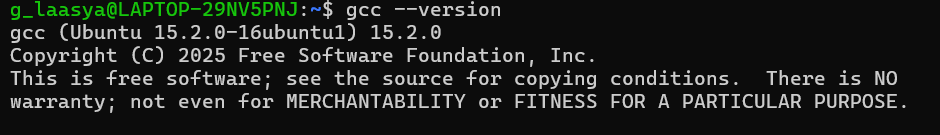 g_laasya@LAPTOP-29NV5PNJ:~$ gcc --version
gcc (Ubuntu 15.2.0-16ubuntu1) 15.2.0
Copyright (C) 2025 Free Software Foundation, Inc.
This is free software; see the source for copying conditions.  There is NO
warranty; not even for MERCHANTABILITY or FITNESS FOR A PARTICULAR PURPOSE.